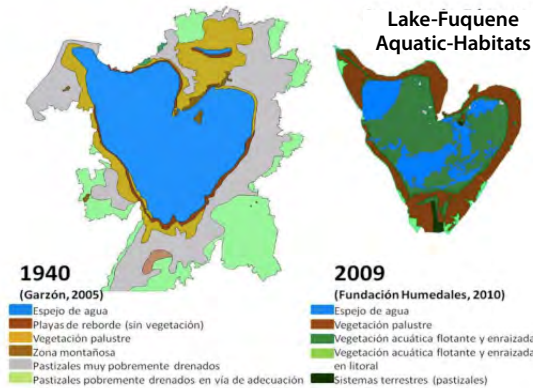 Lake-Fuquene
Aquatic-Habitats
1940
(Garzón, 2005)
Espejo de agua
Playas de reborde (sin vegetación)
Vegetación palustre
Zona montañosa
Pastizales muy pobremente drenados
Pastizales pobremente drenados en vía de adecuación
2009
(Fundación Humedales, 2010)
Espejo de agua
Vegetación palustre
Vegetación acuática flotante y enraizada
Vegetación acuática flotante y enraizada
en litoral
Sistemas terrestres (pastizales)